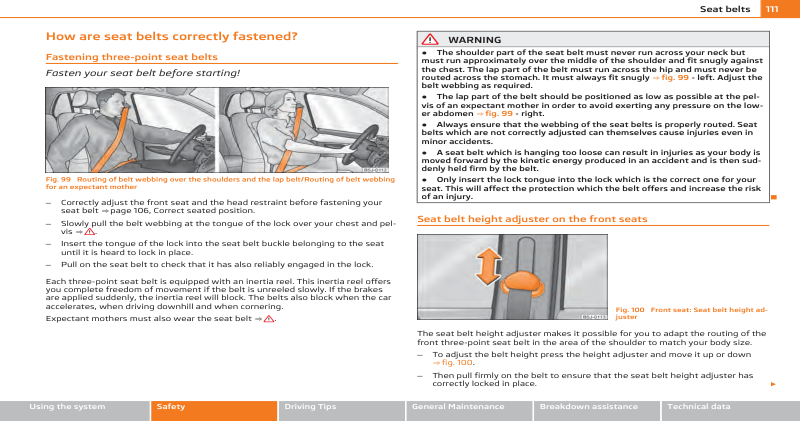 Seat belts 111
How are seat belts correctly fastened?
Fastening three-point seat belts
Fasten your seat belt before starting!
B5J-0112
Fig. 99 Routing of belt webbing over the shoulders and the lap belt/Routing of belt webbing
for an expectant mother
– Correctly adjust the front seat and the head restraint before fastening your
seat belt ⇒ page 106, Correct seated position.
– Slowly pull the belt webbing at the tongue of the lock over your chest and pel-
vis ⇒ ⚠.
– Insert the tongue of the lock into the seat belt buckle belonging to the seat
until it is heard to lock in place.
– Pull on the seat belt to check that it has also reliably engaged in the lock.
Each three-point seat belt is equipped with an inertia reel. This inertia reel offers
you complete freedom of movement if the belt is unreeled slowly. If the brakes
are applied suddenly, the inertia reel will block. The belts also block when the car
accelerates, when driving downhill and when cornering.
Expectant mothers must also wear the seat belt ⇒ ⚠.
⚠ WARNING
● The shoulder part of the seat belt must never run across your neck but
must run approximately over the middle of the shoulder and fit snugly against
the chest. The lap part of the belt must run across the hip and must never be
routed across the stomach. It must always fit snugly ⇒ fig. 99 - left. Adjust the
belt webbing as required.
● The lap part of the belt should be positioned as low as possible at the pel-
vis of an expectant mother in order to avoid exerting any pressure on the low-
er abdomen ⇒ fig. 99 - right.
● Always ensure that the webbing of the seat belts is properly routed. Seat
belts which are not correctly adjusted can themselves cause injuries even in
minor accidents.
● A seat belt which is hanging too loose can result in injuries as your body is
moved forward by the kinetic energy produced in an accident and is then sud-
denly held firm by the belt.
● Only insert the lock tongue into the lock which is the correct one for your
seat. This will affect the protection which the belt offers and increase the risk
of an injury.
Seat belt height adjuster on the front seats
B5J-0113
Fig. 100 Front seat: Seat belt height ad-
juster
The seat belt height adjuster makes it possible for you to adapt the routing of the
front three-point seat belt in the area of the shoulder to match your body size.
– To adjust the belt height press the height adjuster and move it up or down
⇒ fig. 100.
– Then pull firmly on the belt to ensure that the seat belt height adjuster has
correctly locked in place.
Using the system Safety Driving Tips General Maintenance Breakdown assistance Technical data